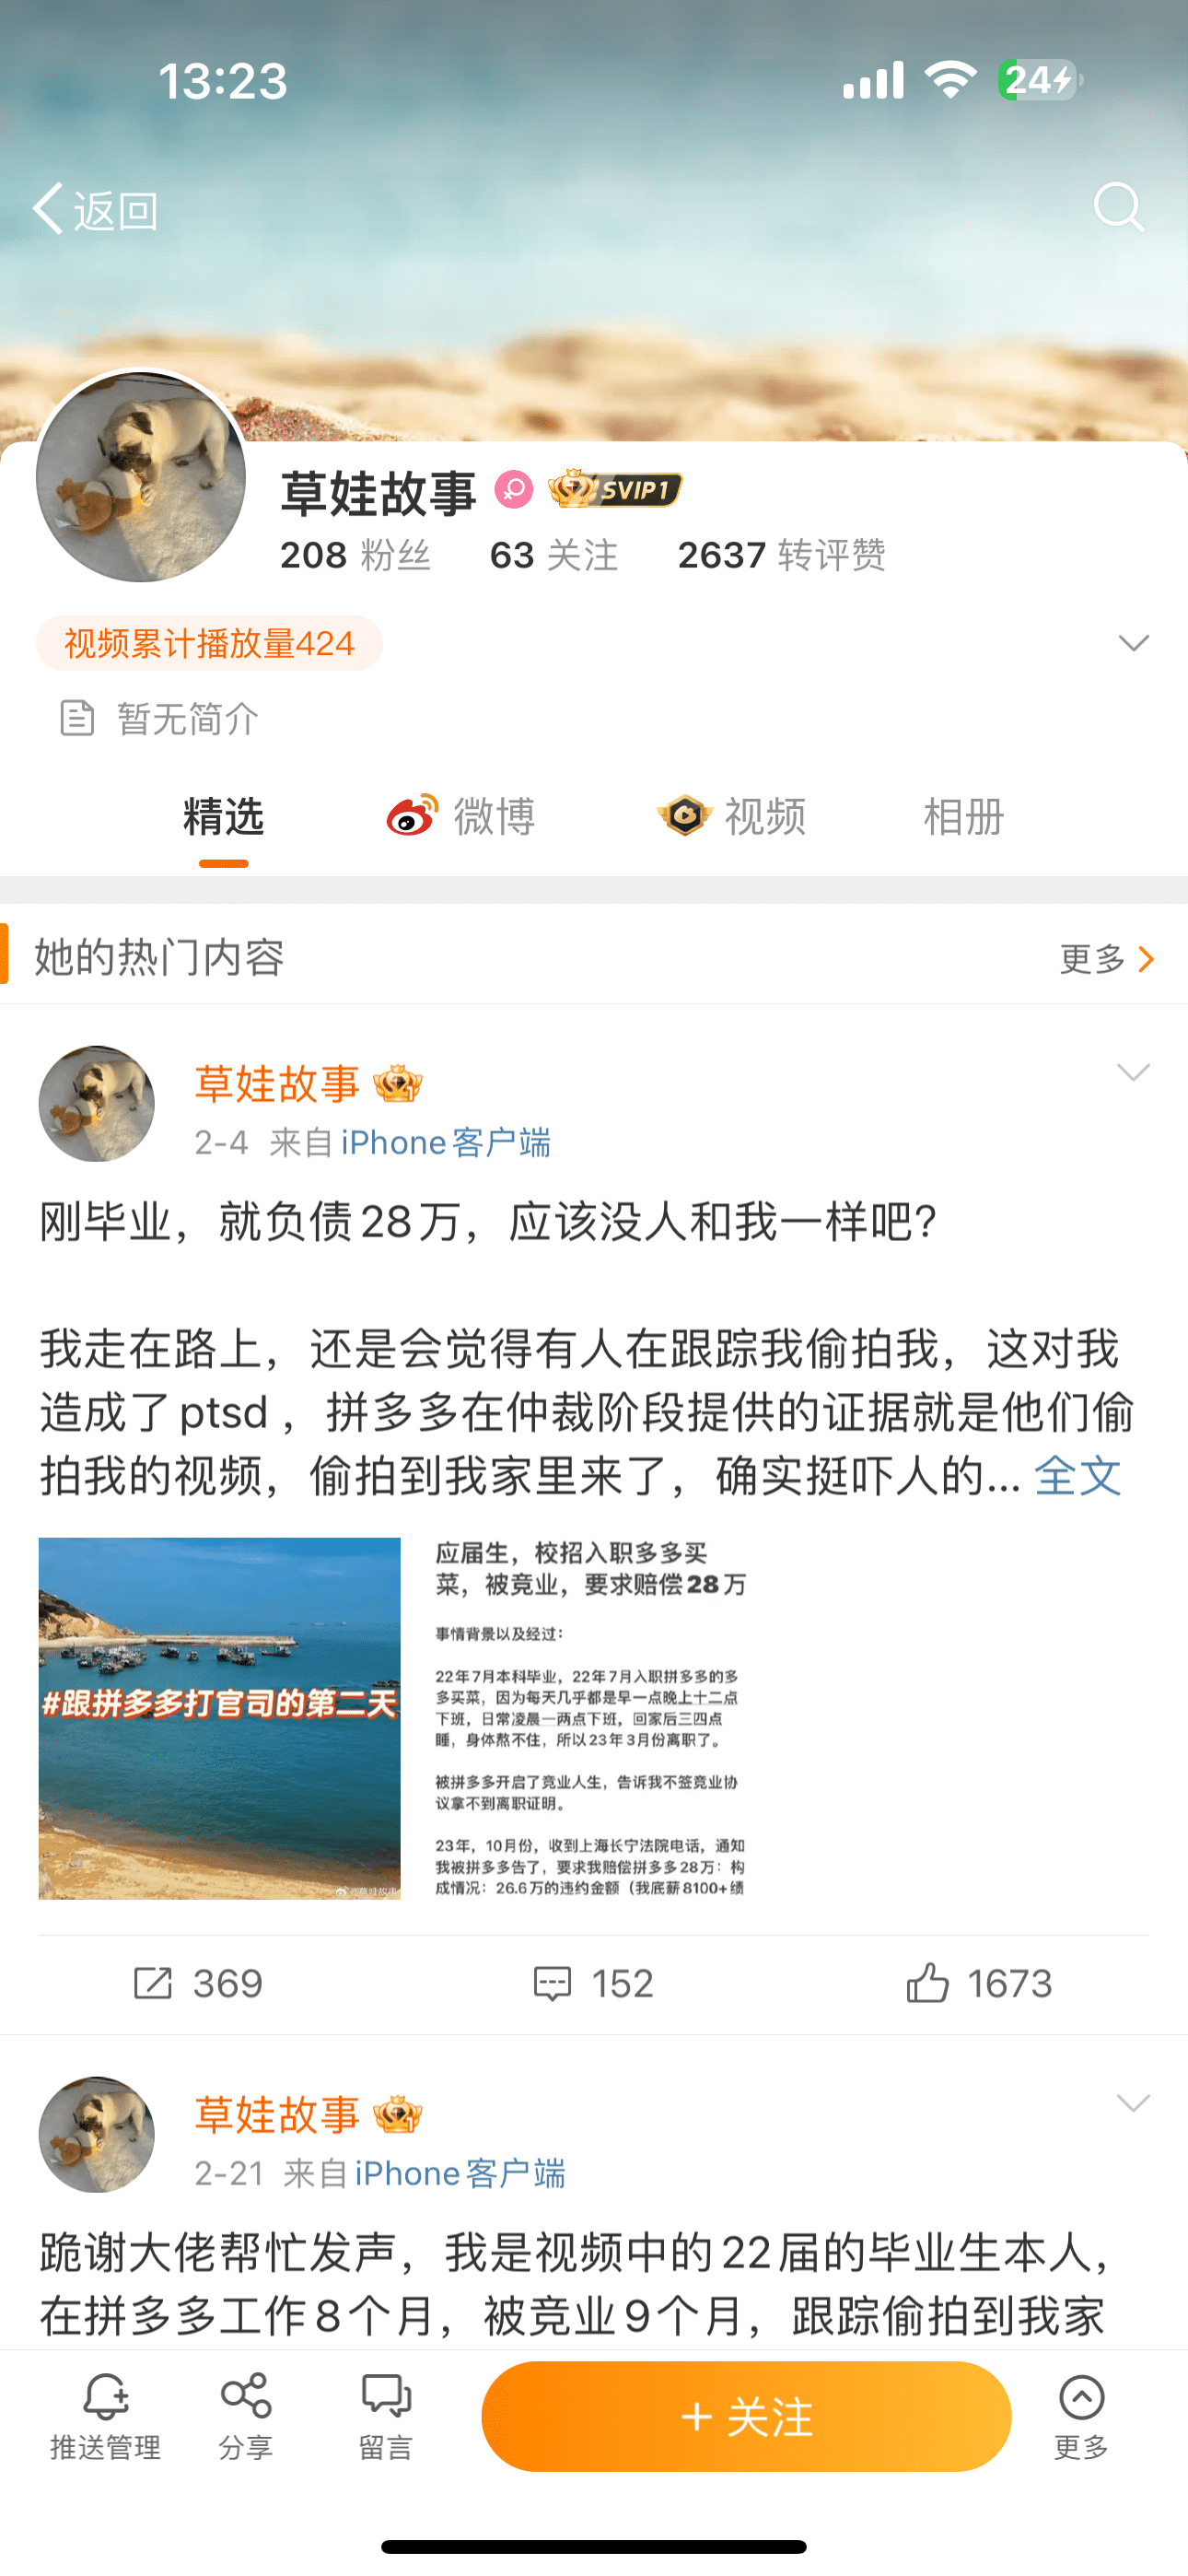 13:23
24
返回
草娃故事
SVIP1
208 粉丝 63 关注 2637 转评赞
视频累计播放量424
暂无简介
精选 微博 视频 相册
她的热门内容 更多
草娃故事
2-4 来自 iPhone客户端
刚毕业，就负债28万，应该没人和我一样吧？
我走在路上，还是会觉得有人在跟踪我偷拍我，这对我
造成了ptsd ，拼多多在仲裁阶段提供的证据就是他们偷
拍我的视频，偷拍到我家里来了，确实挺吓人的... 全文
#跟拼多多打官司的第二天
@草娃故事
应届生，校招入职多多买
菜，被竞业，要求赔偿28万
事情背景以及经过：
22年7月本科毕业，22年7月入职拼多多的多
多买菜，因为每天几乎都是早一点晚上十二点
下班，日常凌晨一两点下班，回家后三四点
睡，身体熬不住，所以23年3月份离职了。
被拼多多开启了竞业人生，告诉我不签竞业协
议拿不到离职证明。
23年，10月份，收到上海长宁法院电话，通知
我被拼多多告了，要求我赔偿拼多多28万：构
成情况：26.6万的违约金额（我底薪8100+绩
369 152 1673
草娃故事
2-21 来自 iPhone客户端
跪谢大佬帮忙发声，我是视频中的22届的毕业生本人，
在拼多多工作8个月，被竞业9个月，跟踪偷拍到我家
推送管理 分享 留言 + 关注 更多